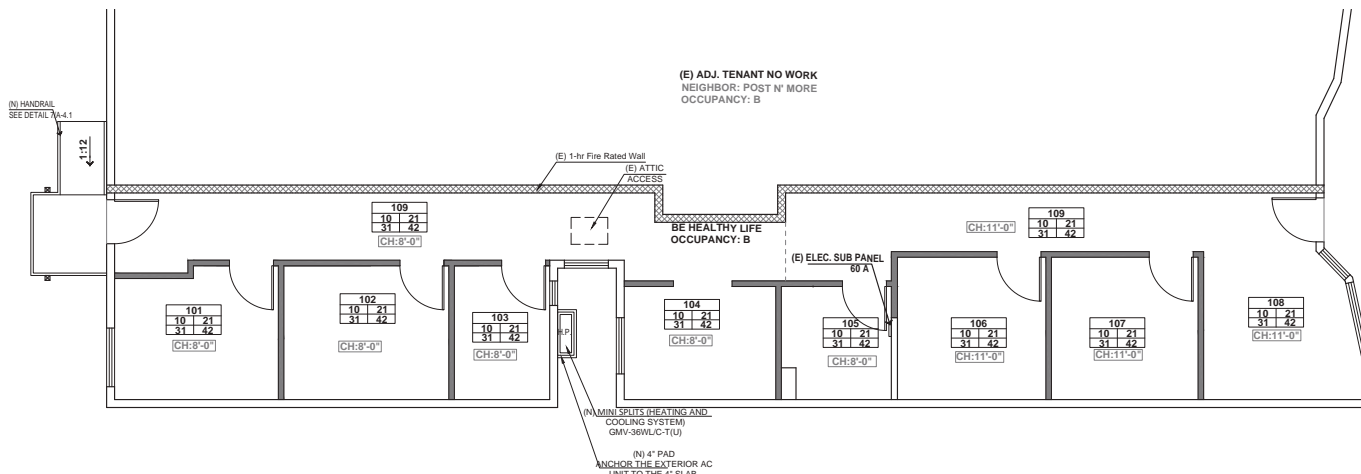 (E) ADJ. TENANT NO WORK
NEIGHBOR: POST N' MORE
OCCUPANCY: B
(N) HANDRAIL
SEE DETAIL 7/A-4.1
1:12
(E) 1-hr Fire Rated Wall
(E) ATTIC
ACCESS
109
10 21
31 42
CH:8'-0"
BE HEALTHY LIFE
OCCUPANCY: B
CH:11'-0"
109
10 21
31 42
(E) ELEC. SUB PANEL
60 A
101
10 21
31 42
CH:8'-0"
102
10 21
31 42
CH:8'-0"
103
10 21
31 42
CH:8'-0"
H.P.
104
10 21
31 42
CH:8'-0"
105
10 21
31 42
CH:8'-0"
106
10 21
31 42
CH:11'-0"
107
10 21
31 42
CH:11'-0"
108
10 21
31 42
CH:11'-0"
(N) MINI SPLITS (HEATING AND
COOLING SYSTEM)
GMV-36WL/C-T(U)
(N) 4" PAD
ANCHOR THE EXTERIOR AC
UNIT TO THE 4" SLAB